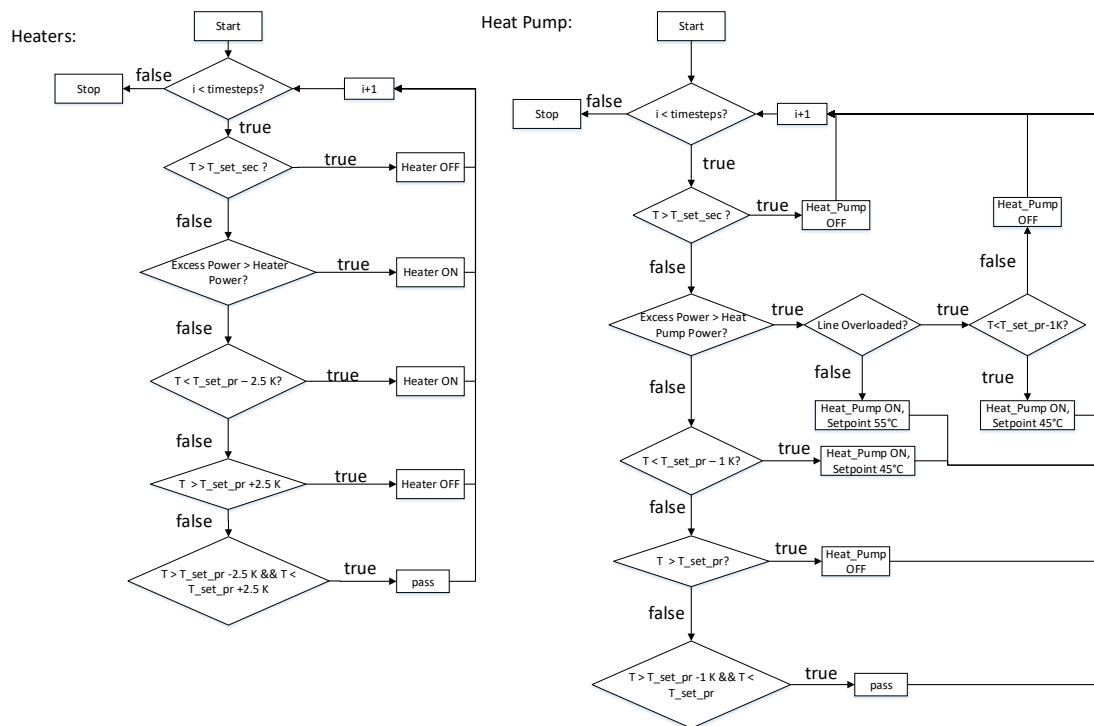 Heaters:
Start
false
Stop
i < timesteps?
i+1
true
T > T_set_sec ?
true
Heater OFF
false
Excess Power > Heater
Power?
true
Heater ON
false
T < T_set_pr – 2.5 K?
true
Heater ON
false
T > T_set_pr +2.5 K
true
Heater OFF
false
T > T_set_pr -2.5 K && T <
T_set_pr +2.5 K
true
pass
Heat Pump:
Start
false
Stop
i < timesteps?
i+1
true
T > T_set_sec ?
true
Heat_Pump
OFF
false
Excess Power > Heat
Pump Power?
true
Line Overloaded?
true
T<T_set_pr-1K?
false
Heat_Pump
OFF
false
Heat_Pump ON,
Setpoint 55°C
true
Heat_Pump ON,
Setpoint 45°C
false
T < T_set_pr – 1 K?
true
Heat_Pump ON,
Setpoint 45°C
false
T > T_set_pr?
true
Heat_Pump
OFF
false
T > T_set_pr -1 K && T <
T_set_pr
true
pass